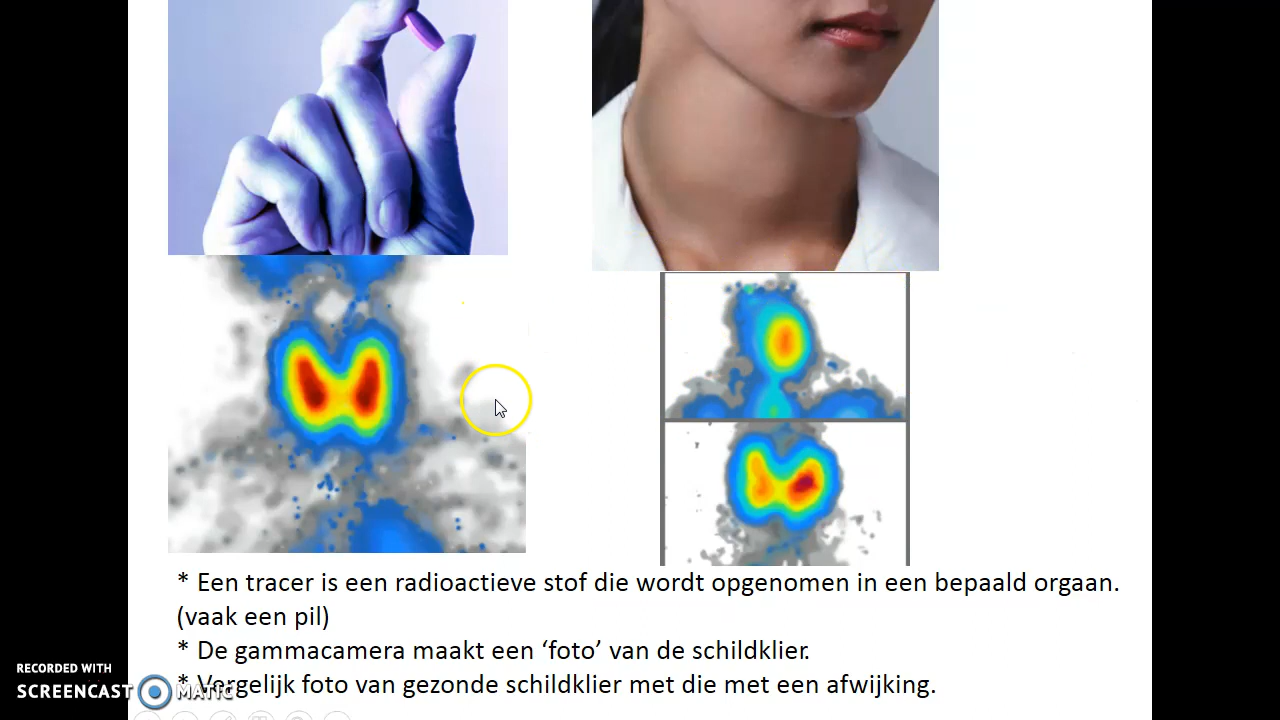 * Een tracer is een radioactieve stof die wordt opgenomen in een bepaald orgaan.
(vaak een pil)
* De gammacamera maakt een ‘foto’ van de schildklier.
* Vergelijk foto van gezonde schildklier met die met een afwijking.
RECORDED WITH
SCREENCAST MATIC